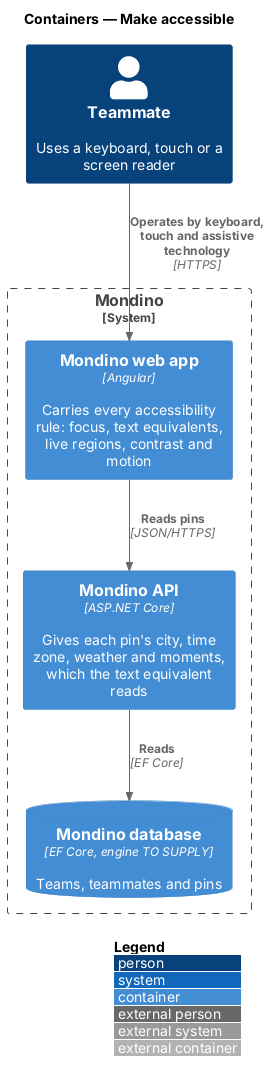 Containers — Make accessible
Teammate
Uses a keyboard, touch or a
screen reader
Operates by keyboard,
touch and assistive
technology
[HTTPS]
Mondino
[System]
Mondino web app
[Angular]
Carries every accessibility
rule: focus, text equivalents,
live regions, contrast and
motion
Reads pins
[JSON/HTTPS]
Mondino API
[ASP.NET Core]
Gives each pin's city, time
zone, weather and moments,
which the text equivalent
reads
Reads
[EF Core]
Mondino database
[EF Core, engine TO SUPPLY]
Teams, teammates and pins
Legend
person
system
container
external person
external system
external container